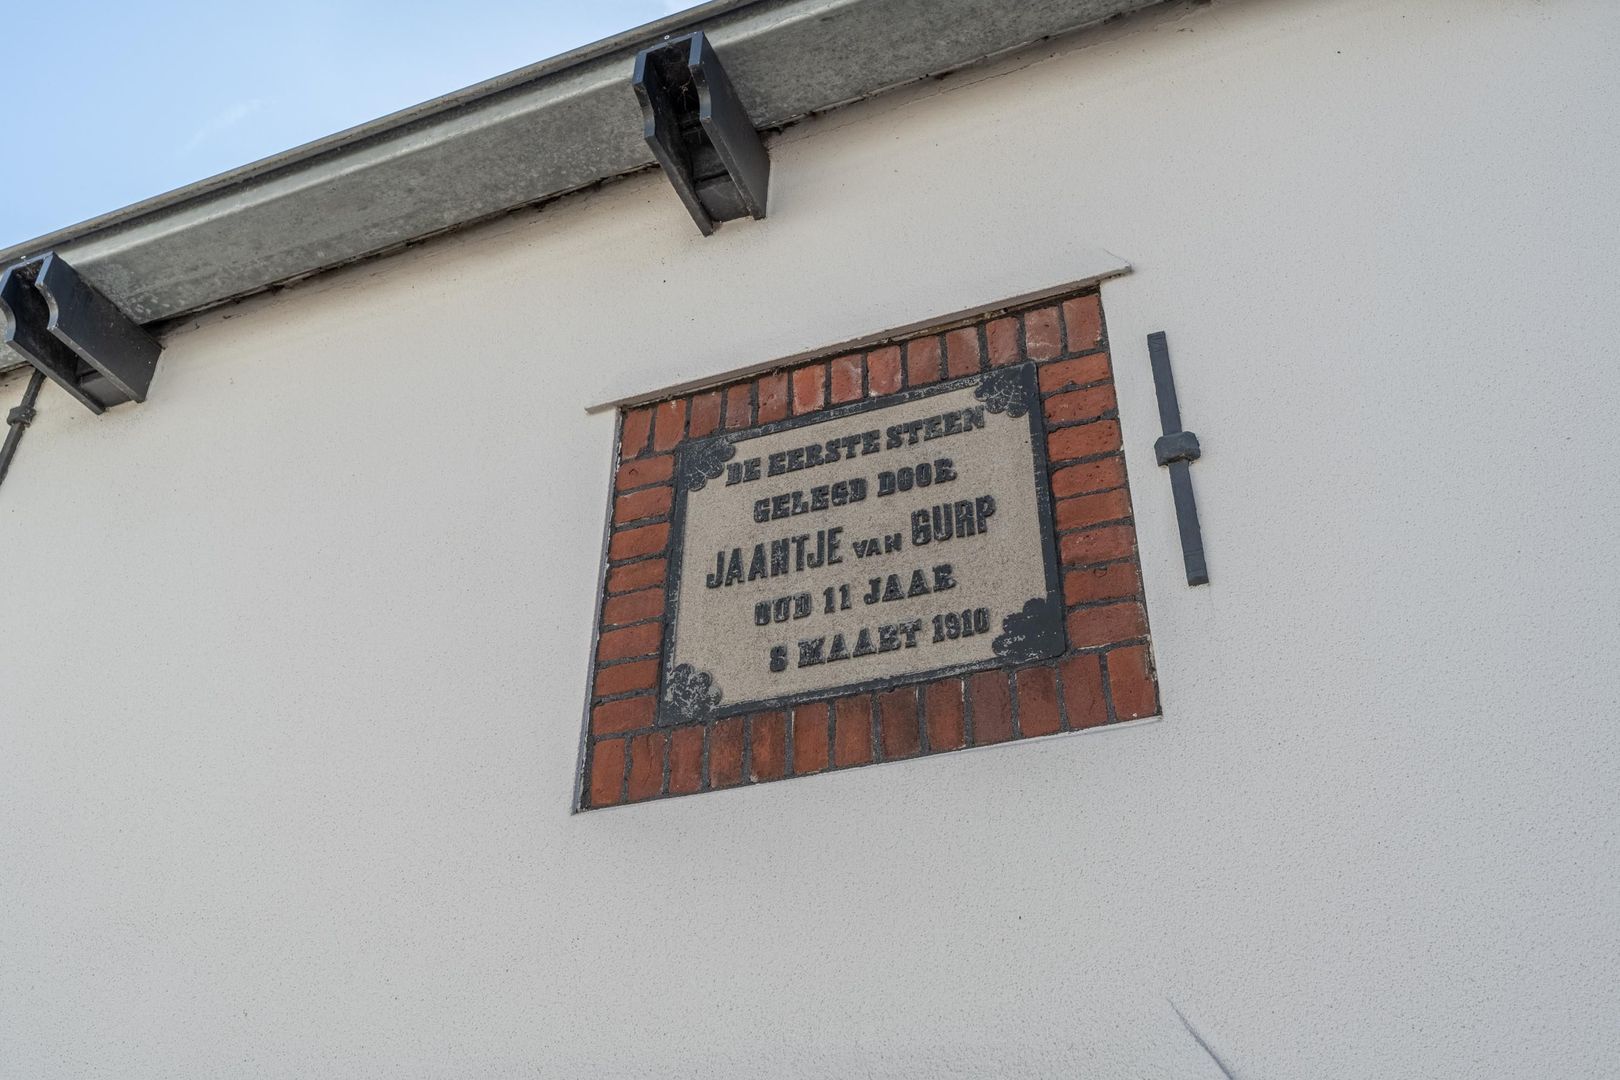 DE EERSTE STEEN
GELEGD DOOR
JAANTJE VAN GURP
OUD 11 JAAR
8 MAART 1910